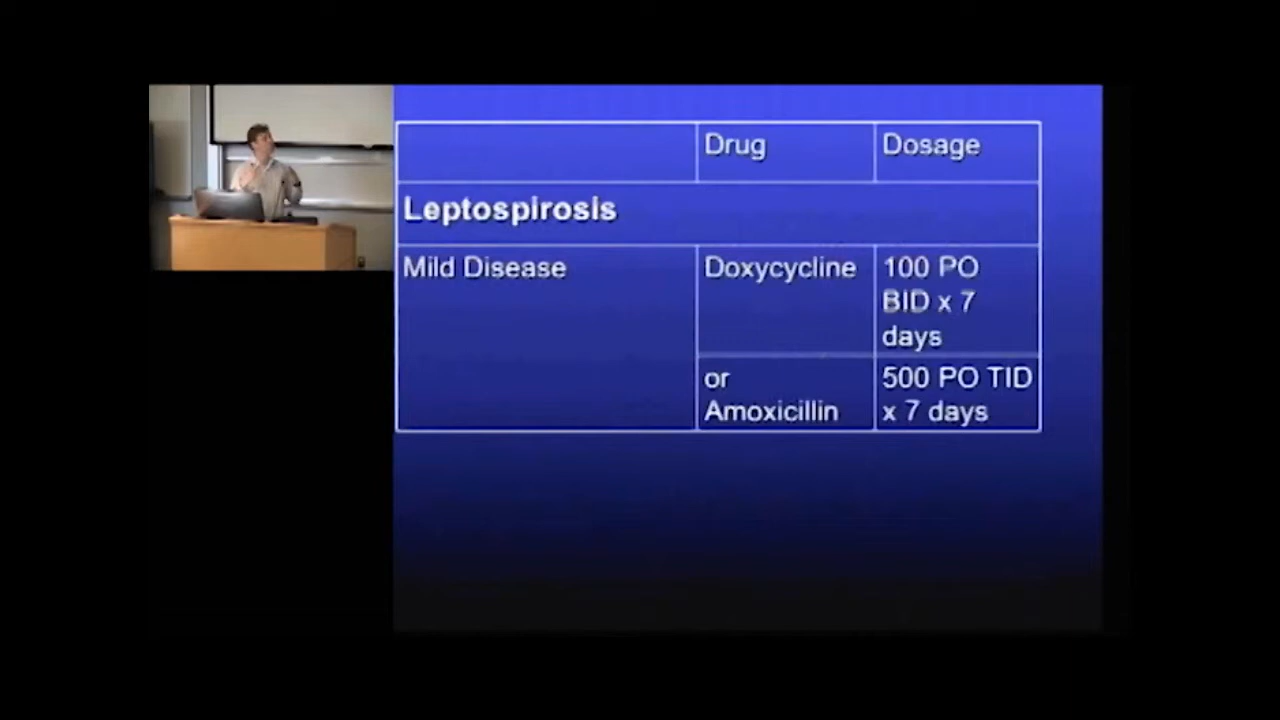 Drug
Dosage
Leptospirosis
Mild Disease
Doxycycline
100 PO
BID x 7
days
or
Amoxicillin
500 PO TID
x 7 days